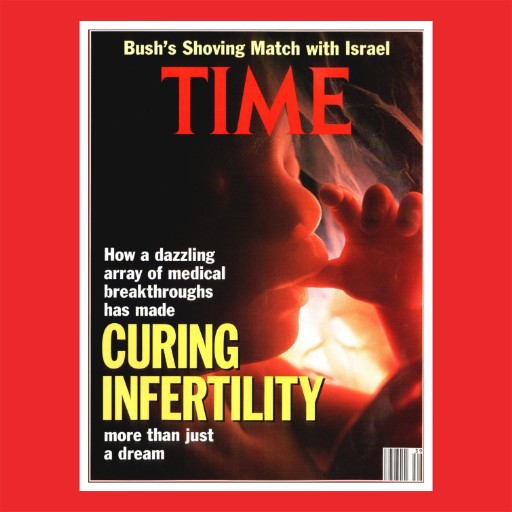 Bush's Shoving Match with Israel
TIME
How a dazzling
array of medical
breakthroughs
has made
CURING
INFERTILITY
more than just
a dream